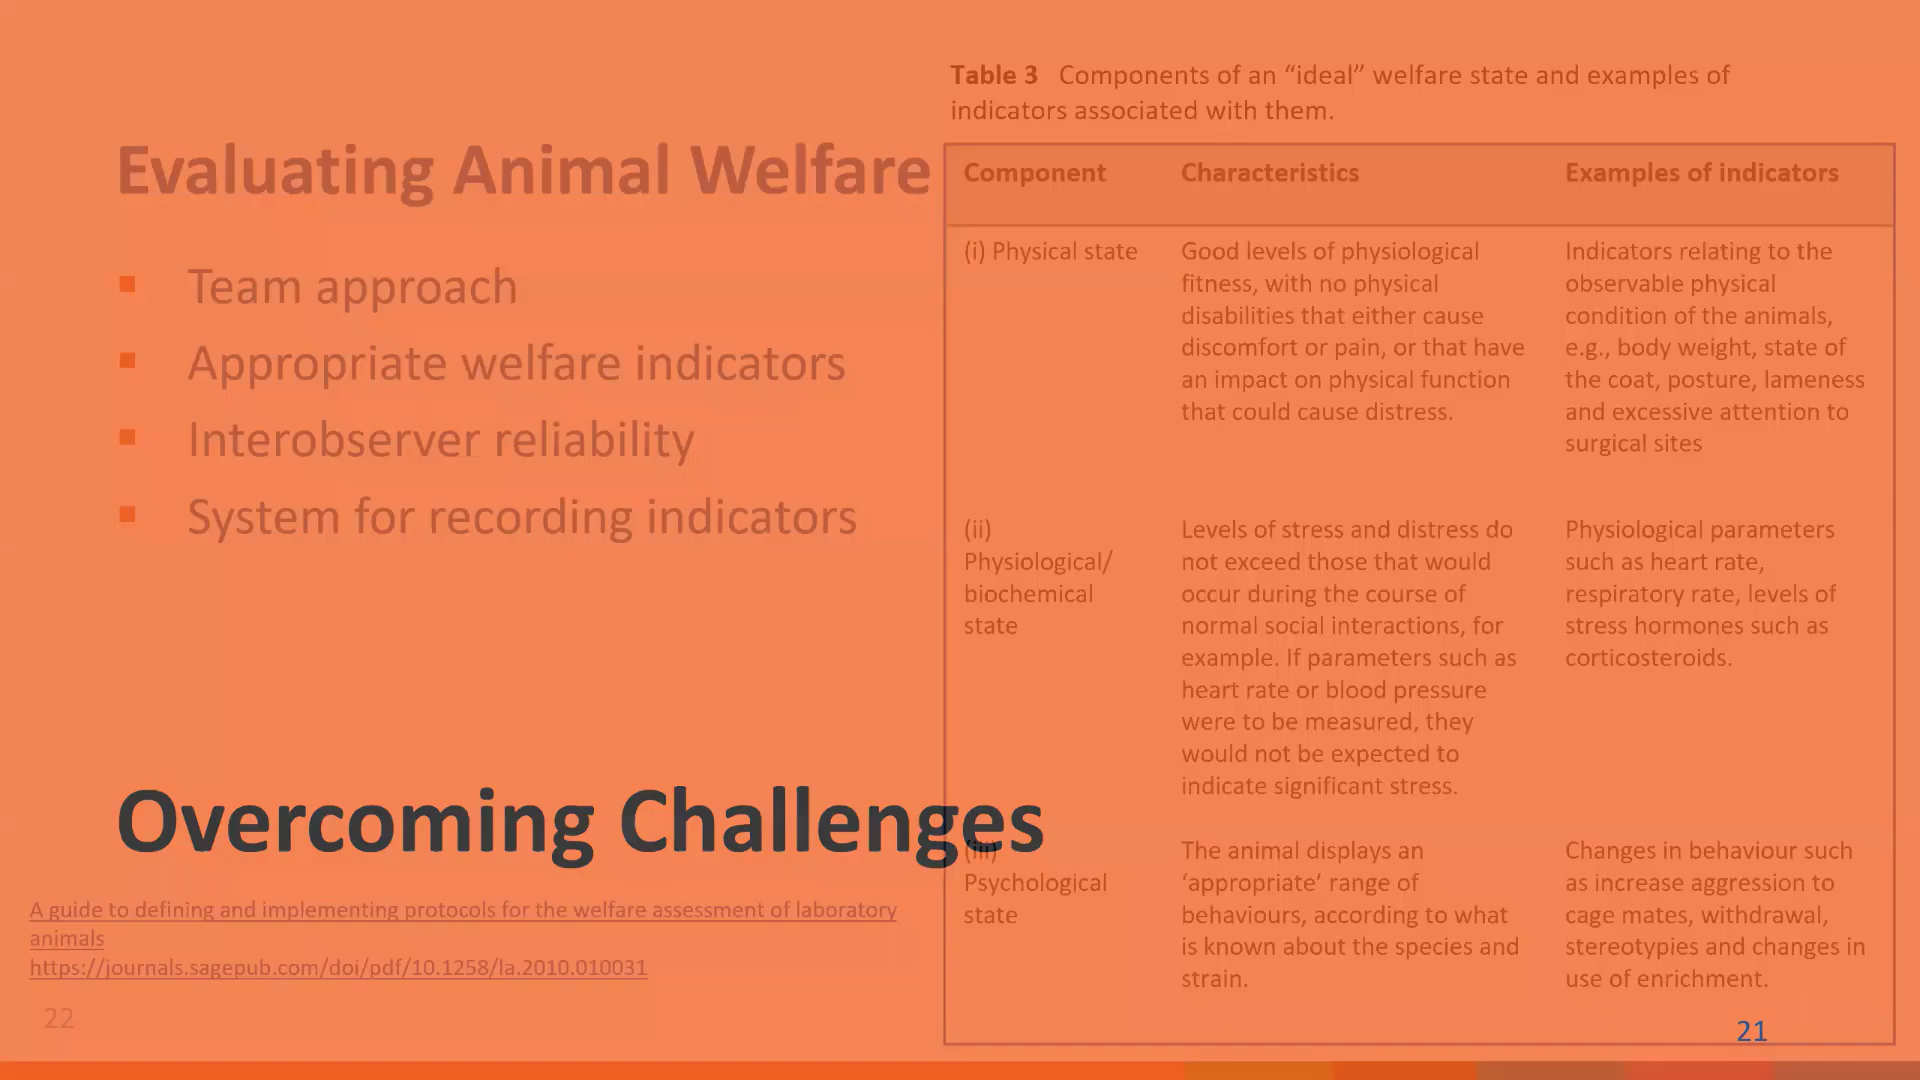 Evaluating Animal Welfare
Team approach
Appropriate welfare indicators
Interobserver reliability
System for recording indicators
Overcoming Challenges
A guide to defining and implementing protocols for the welfare assessment of laboratory
animals
https://journals.sagepub.com/doi/pdf/10.1258/la.2010.010031
22
Table 3 Components of an “ideal” welfare state and examples of
indicators associated with them.
Component Characteristics Examples of indicators
(i) Physical state
Good levels of physiological
fitness, with no physical
disabilities that either cause
discomfort or pain, or that have
an impact on physical function
that could cause distress.
Indicators relating to the
observable physical
condition of the animals,
e.g., body weight, state of
the coat, posture, lameness
and excessive attention to
surgical sites
(ii)
Physiological/
biochemical
state
Levels of stress and distress do
not exceed those that would
occur during the course of
normal social interactions, for
example. If parameters such as
heart rate or blood pressure
were to be measured, they
would not be expected to
indicate significant stress.
Physiological parameters
such as heart rate,
respiratory rate, levels of
stress hormones such as
corticosteroids.
(iii)
Psychological
state
The animal displays an
‘appropriate’ range of
behaviours, according to what
is known about the species and
strain.
Changes in behaviour such
as increase aggression to
cage mates, withdrawal,
stereotypies and changes in
use of enrichment.
21